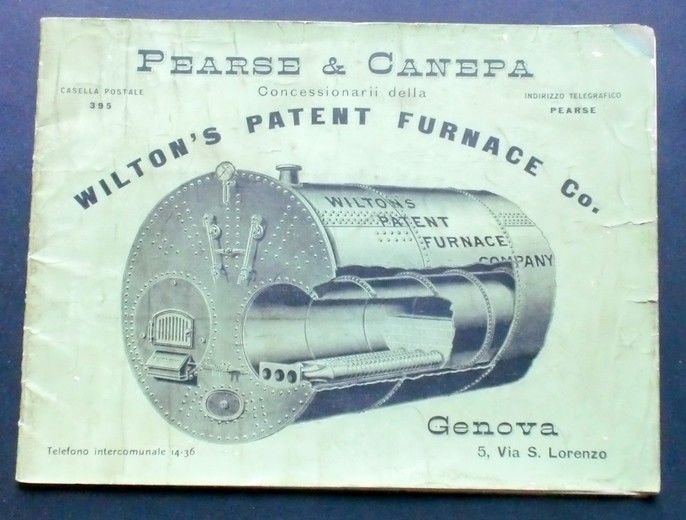 PEARSE & CANEPA
Concessionarii della
CASELLA POSTALE
395
INDIRIZZO TELEGRAFICO
PEARSE
WILTON'S PATENT FURNACE Co.
WILTONS
PATENT
FURNACE
COMPANY
Genova
Telefono intercomunale 14-36
5, Via S. Lorenzo